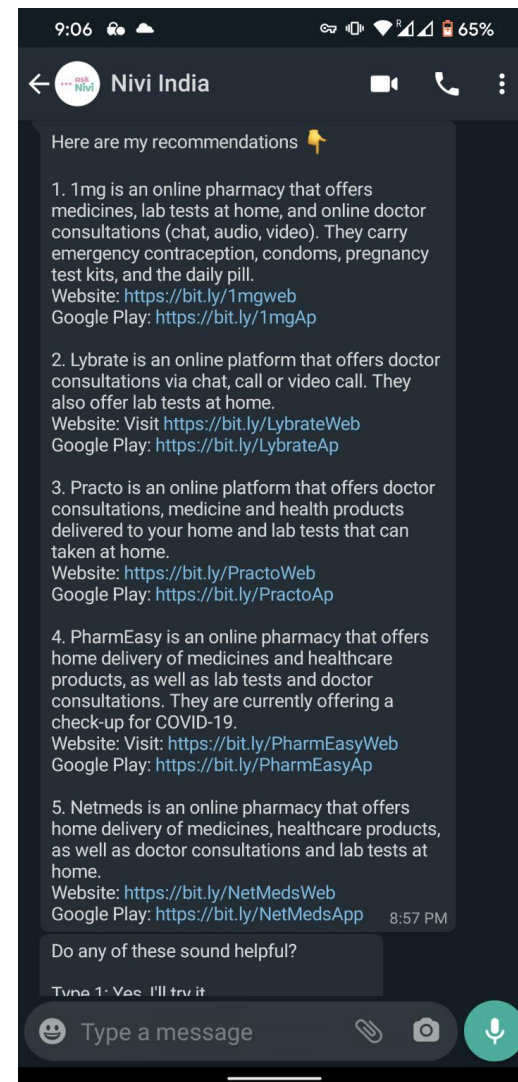 9:06
R 65%
ask
Nivi
Nivi India
Here are my recommendations 👇
1. 1mg is an online pharmacy that offers
medicines, lab tests at home, and online doctor
consultations (chat, audio, video). They carry
emergency contraception, condoms, pregnancy
test kits, and the daily pill.
Website: https://bit.ly/1mgweb
Google Play: https://bit.ly/1mgAp
2. Lybrate is an online platform that offers doctor
consultations via chat, call or video call. They
also offer lab tests at home.
Website: Visit https://bit.ly/LybrateWeb
Google Play: https://bit.ly/LybrateAp
3. Practo is an online platform that offers doctor
consultations, medicine and health products
delivered to your home and lab tests that can
taken at home.
Website: https://bit.ly/PractoWeb
Google Play: https://bit.ly/PractoAp
4. PharmEasy is an online pharmacy that offers
home delivery of medicines and healthcare
products, as well as lab tests and doctor
consultations. They are currently offering a
check-up for COVID-19.
Website: Visit: https://bit.ly/PharmEasyWeb
Google Play: https://bit.ly/PharmEasyAp
5. Netmeds is an online pharmacy that offers
home delivery of medicines, healthcare products,
as well as doctor consultations and lab tests at
home.
Website: https://bit.ly/NetMedsWeb
Google Play: https://bit.ly/NetMedsApp 8:57 PM
Do any of these sound helpful?
Type 1: Yes, I'll try it
Type a message